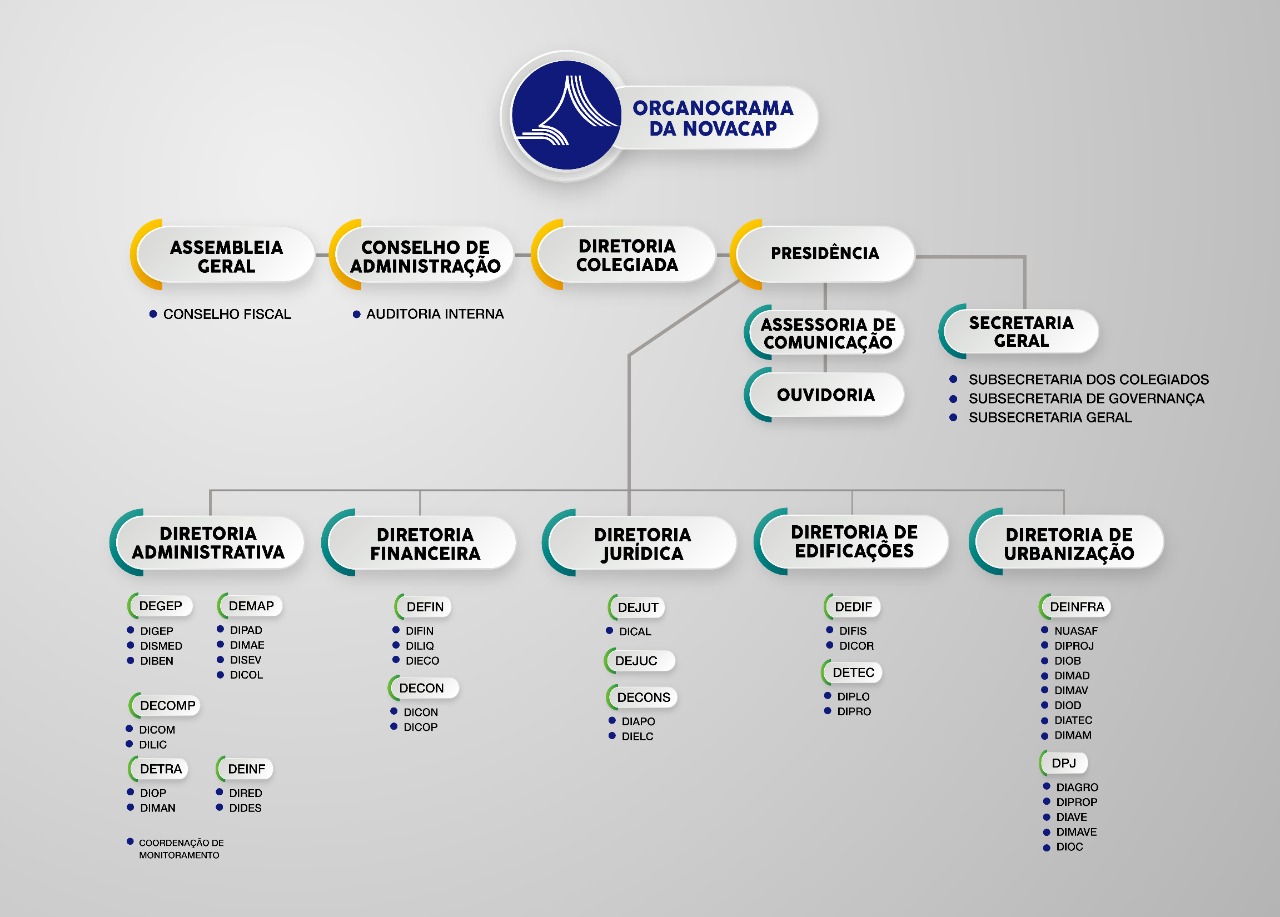 ORGANOGRAMA
DA NOVACAP
ASSEMBLEIA
GERAL
CONSELHO FISCAL
CONSELHO DE
ADMINISTRAÇÃO
AUDITORIA INTERNA
DIRETORIA
COLEGIADA
PRESIDÊNCIA
ASSESSORIA DE
COMUNICAÇÃO
OUVIDORIA
SECRETARIA
GERAL
SUBSECRETARIA DOS COLEGIADOS
SUBSECRETARIA DE GOVERNANÇA
SUBSECRETARIA GERAL
DIRETORIA
ADMINISTRATIVA
DEGEP
DIGEP
DISMED
DIBEN
DEMAP
DIPAD
DIMAE
DISEV
DICOL
DECOMP
DICOM
DILIC
DETRA
DIOP
DIMAN
DEINF
DIRED
DIDES
COORDENAÇÃO DE
MONITORAMENTO
DIRETORIA
FINANCEIRA
DEFIN
DIFIN
DILIQ
DIECO
DECON
DICON
DICOP
DIRETORIA
JURÍDICA
DEJUT
DICAL
DEJUC
DECONS
DIAPO
DIELC
DIRETORIA DE
EDIFICAÇÕES
DEDIF
DIFIS
DICOR
DETEC
DIPLO
DIPRO
DIRETORIA DE
URBANIZAÇÃO
DEINFRA
NUASAF
DIPROJ
DIOB
DIMAD
DIMAV
DIOD
DIATEC
DIMAM
DPJ
DIAGRO
DIPROP
DIAVE
DIMAVE
DIOC